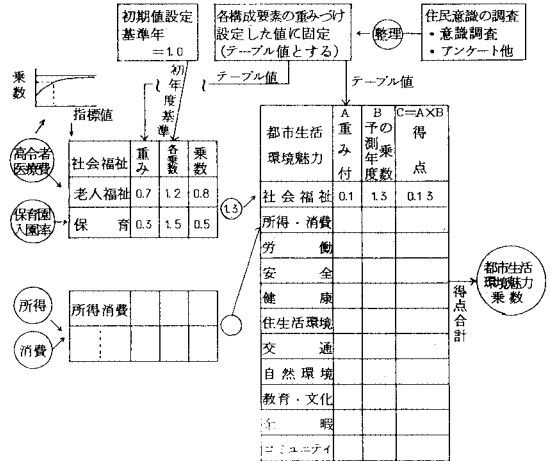 初期値設定
基準年
＝1.0
各構成要素の重みづけ
設定した値に固定
(テーブル値とする)
整理
住民意識の調査
・意識調査
・アンケート他
乗数
指標値
初年度基準
テーブル値
テーブル値
高令者
医療費
保育園
入園率
社会福祉 重み 各乗数 乗数
老人福祉 0.7 1.2 0.8
保育 0.3 1.5 0.5
1.3
所得
消費
所得消費
都市生活
環境魅力
A 重み付
B 予測年度の乗数
C=A×B 得点
社会福祉 0.1 1.3 0.13
所得・消費
労働
安全
健康
住生活環境
交通
自然環境
教育・文化
余暇
コミュニティ
得点合計
都市生活
環境魅力
乗数